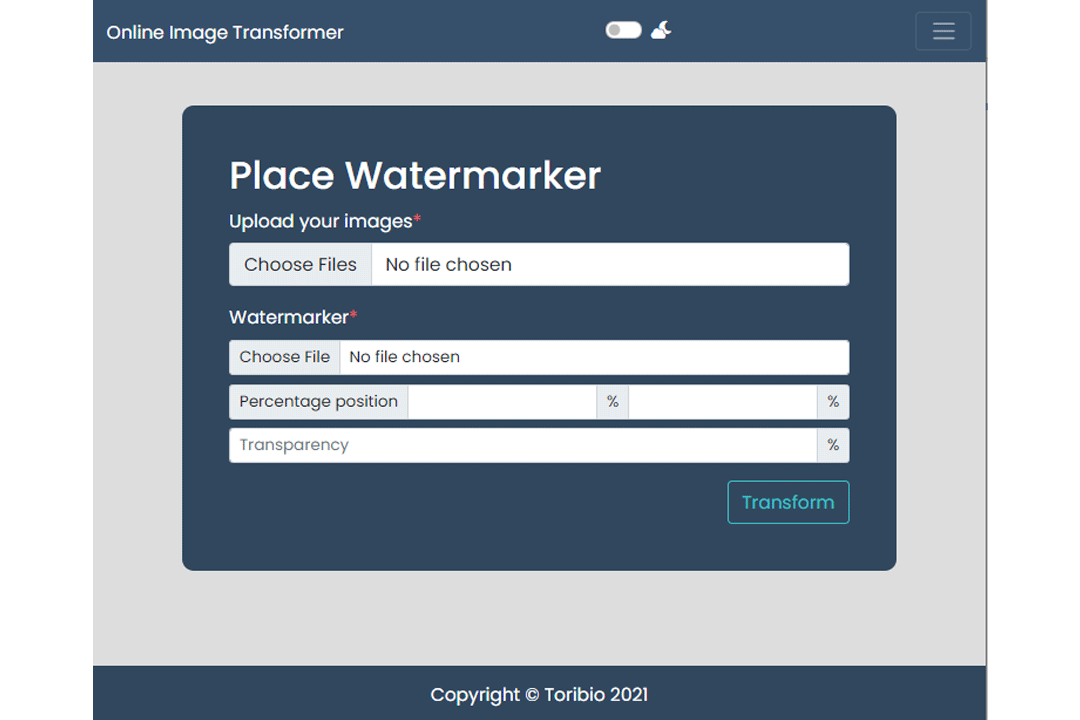 Online Image Transformer
Place Watermarker
Upload your images*
Choose Files No file chosen
Watermarker*
Choose File No file chosen
Percentage position % %
Transparency %
Transform
Copyright © Toribio 2021